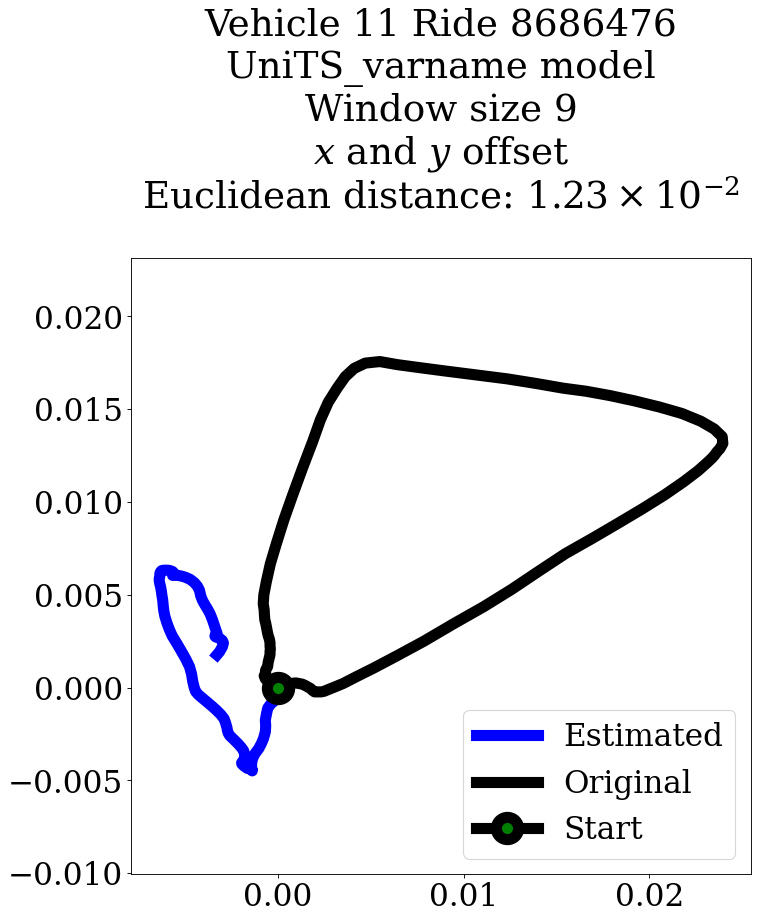 Vehicle 11 Ride 8686476
UniTS_varname model
Window size 9
x and y offset
Euclidean distance: 1.23 × 10⁻²
0.020
0.015
0.010
0.005
0.000
−0.005
−0.010
0.00 0.01 0.02
Estimated
Original
Start